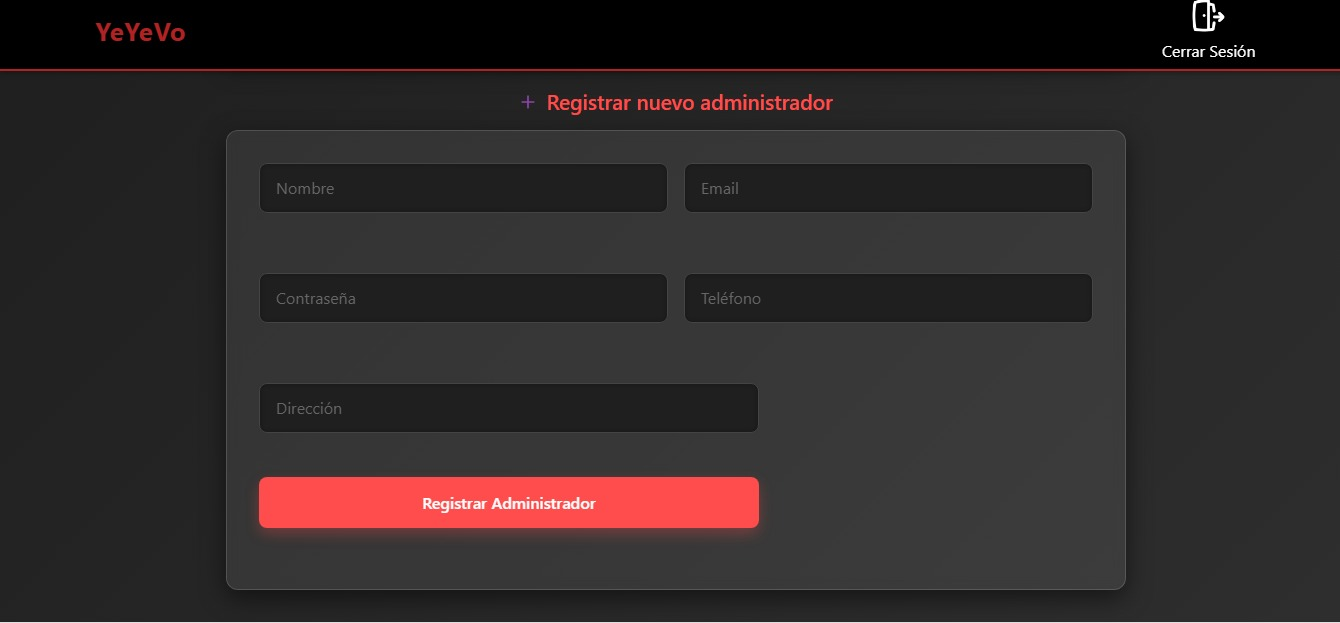 YeYeVo
Cerrar Sesión
+ Registrar nuevo administrador
Nombre
Email
Contraseña
Teléfono
Dirección
Registrar Administrador